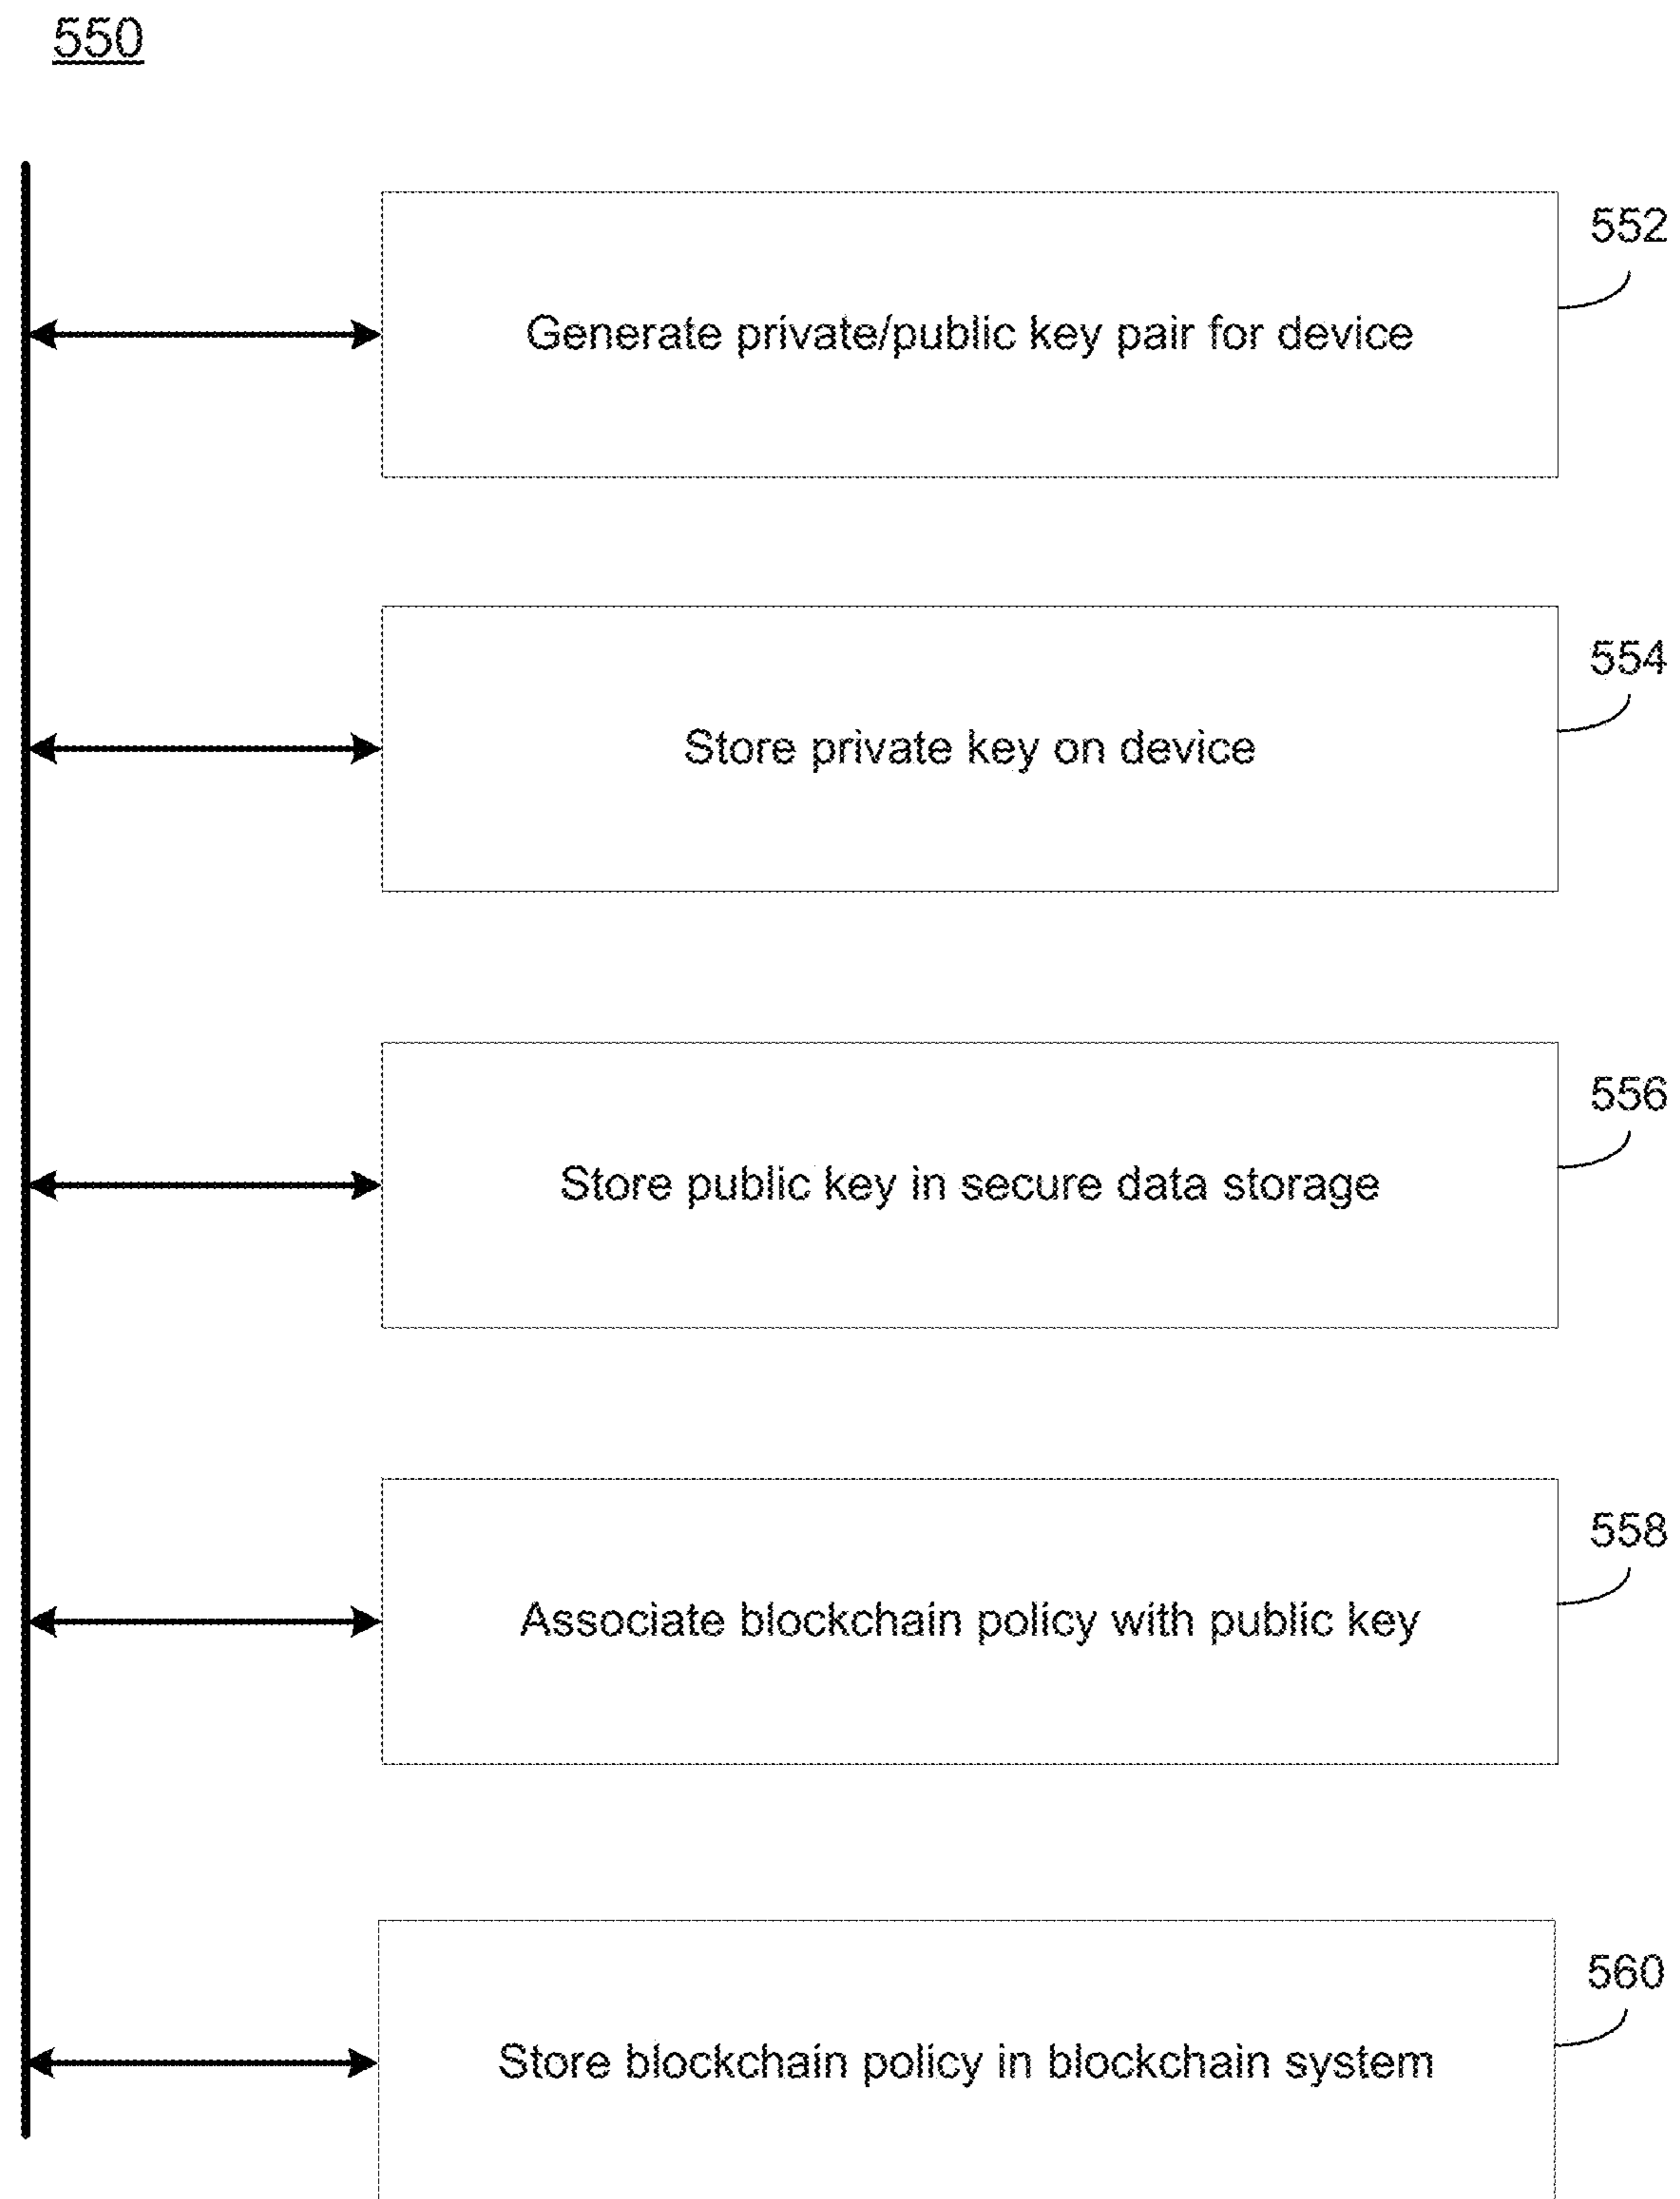 550
552
Generate private/public key pair for device
554
Store private key on device
556
Store public key in secure data storage
558
Associate blockchain policy with public key
560
Store blockchain policy in blockchain system